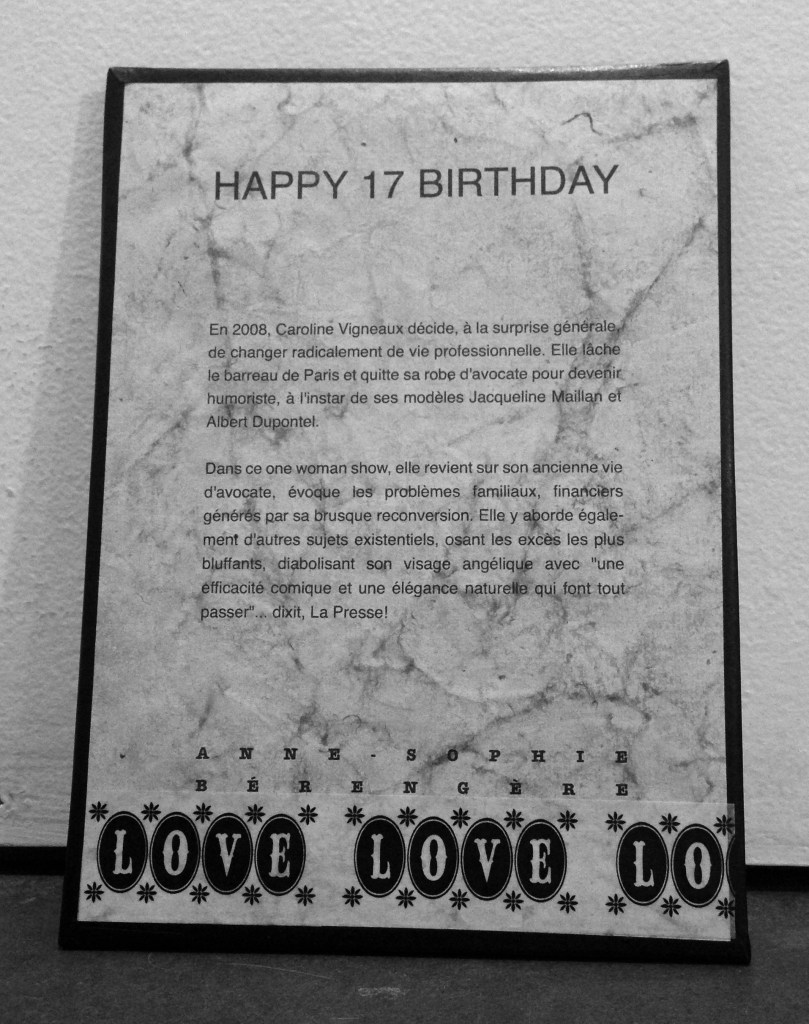 HAPPY 17 BIRTHDAY
En 2008, Caroline Vigneaux décide, à la surprise générale,
de changer radicalement de vie professionnelle. Elle lâche
le barreau de Paris et quitte sa robe d'avocate pour devenir
humoriste, à l'instar de ses modèles Jacqueline Maillan et
Albert Dupontel.
Dans ce one woman show, elle revient sur son ancienne vie
d'avocate, évoque les problèmes familiaux, financiers
générés par sa brusque reconversion. Elle y aborde égale-
ment d'autres sujets existentiels, osant les excès les plus
bluffants, diabolisant son visage angélique avec "une
efficacité comique et une élégance naturelle qui font tout
passer"... dixit, La Presse!
ANNE-SOPHIE
BÉRENGÈRE
LOVE LOVE LO